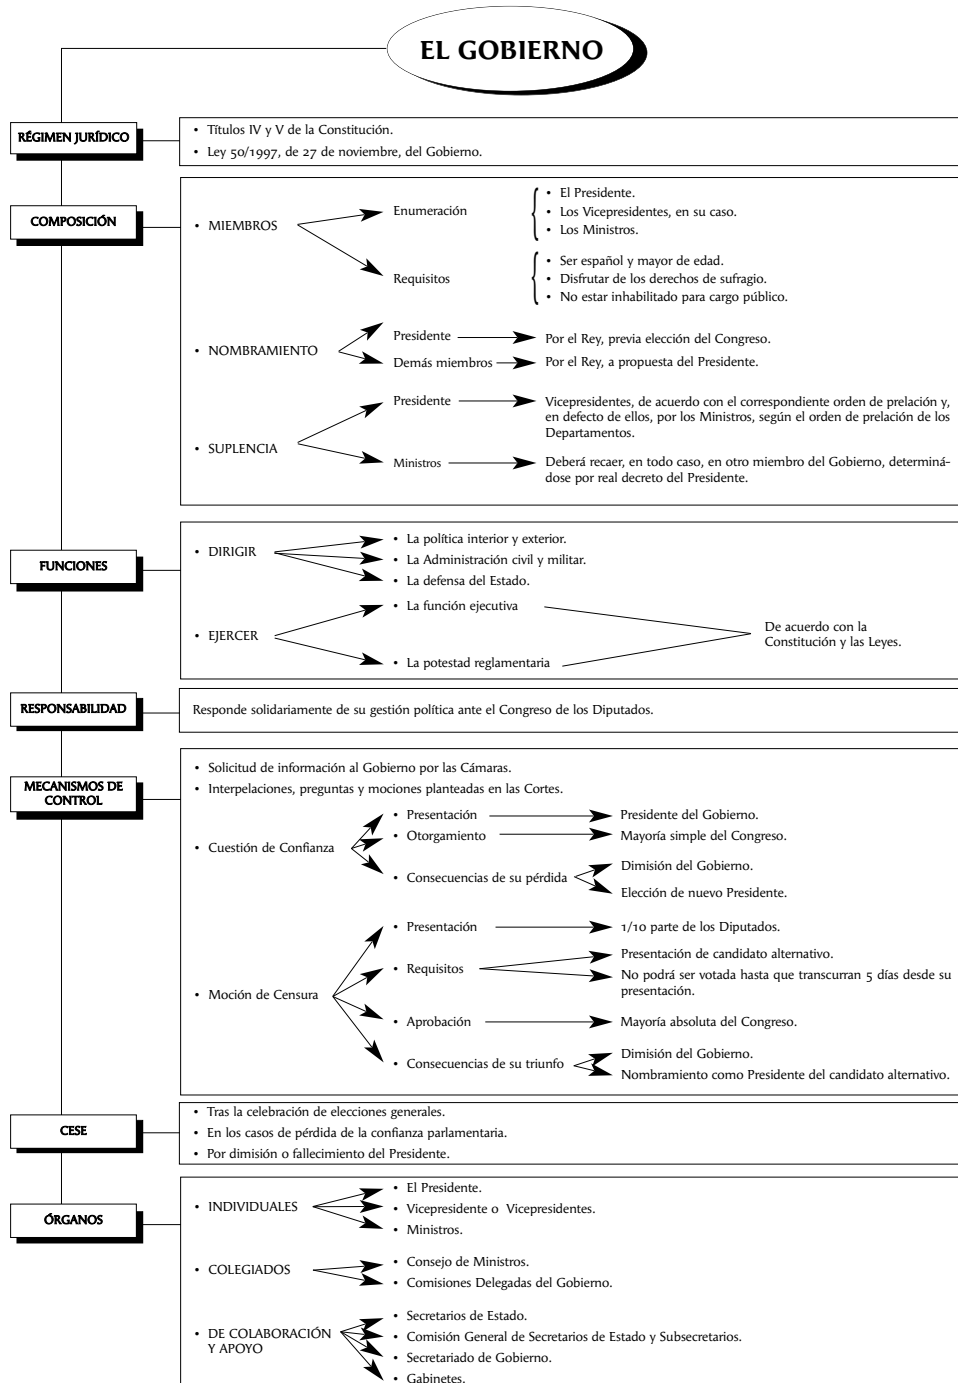 EL GOBIERNO
RÉGIMEN JURÍDICO
• Títulos IV y V de la Constitución.
• Ley 50/1997, de 27 de noviembre, del Gobierno.
COMPOSICIÓN
• MIEMBROS
Enumeración
• El Presidente.
• Los Vicepresidentes, en su caso.
• Los Ministros.
Requisitos
• Ser español y mayor de edad.
• Disfrutar de los derechos de sufragio.
• No estar inhabilitado para cargo público.
• NOMBRAMIENTO
Presidente
Por el Rey, previa elección del Congreso.
Demás miembros
Por el Rey, a propuesta del Presidente.
• SUPLENCIA
Presidente
Vicepresidentes, de acuerdo con el correspondiente orden de prelación y,
en defecto de ellos, por los Ministros, según el orden de prelación de los
Departamentos.
Ministros
Deberá recaer, en todo caso, en otro miembro del Gobierno, determiná-
dose por real decreto del Presidente.
FUNCIONES
• DIRIGIR
• La política interior y exterior.
• La Administración civil y militar.
• La defensa del Estado.
• EJERCER
• La función ejecutiva
• La potestad reglamentaria
De acuerdo con la
Constitución y las Leyes.
RESPONSABILIDAD
Responde solidariamente de su gestión política ante el Congreso de los Diputados.
MECANISMOS DE
CONTROL
• Solicitud de información al Gobierno por las Cámaras.
• Interpelaciones, preguntas y mociones planteadas en las Cortes.
• Cuestión de Confianza
• Presentación
Presidente del Gobierno.
• Otorgamiento
Mayoría simple del Congreso.
• Consecuencias de su pérdida
Dimisión del Gobierno.
Elección de nuevo Presidente.
• Moción de Censura
• Presentación
1/10 parte de los Diputados.
• Requisitos
Presentación de candidato alternativo.
No podrá ser votada hasta que transcurran 5 días desde su
presentación.
• Aprobación
Mayoría absoluta del Congreso.
• Consecuencias de su triunfo
Dimisión del Gobierno.
Nombramiento como Presidente del candidato alternativo.
CESE
• Tras la celebración de elecciones generales.
• En los casos de pérdida de la confianza parlamentaria.
• Por dimisión o fallecimiento del Presidente.
ÓRGANOS
• INDIVIDUALES
• El Presidente.
• Vicepresidente o Vicepresidentes.
• Ministros.
• COLEGIADOS
• Consejo de Ministros.
• Comisiones Delegadas del Gobierno.
• DE COLABORACIÓN
Y APOYO
• Secretarios de Estado.
• Comisión General de Secretarios de Estado y Subsecretarios.
• Secretariado de Gobierno.
• Gabinetes.